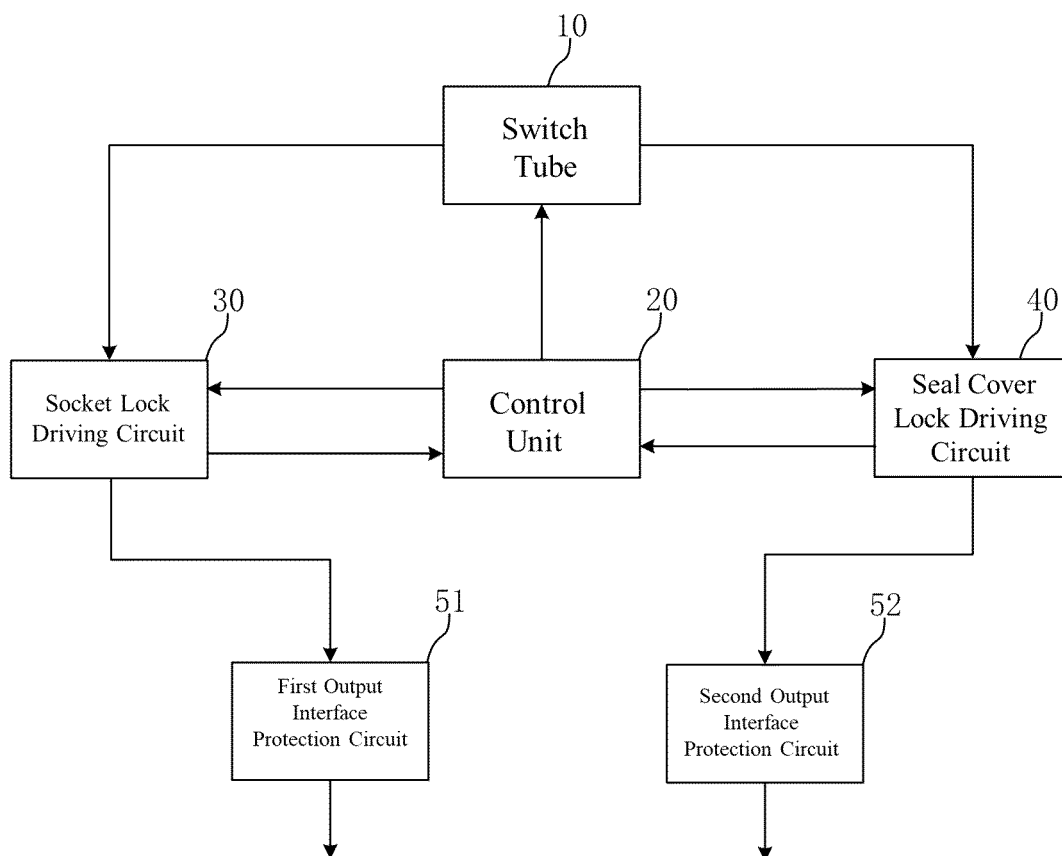 10
Switch
Tube
30
20
40
Socket Lock
Driving Circuit
Control
Unit
Seal Cover
Lock Driving
Circuit
51
52
First Output
Interface
Protection Circuit
Second Output
Interface
Protection Circuit